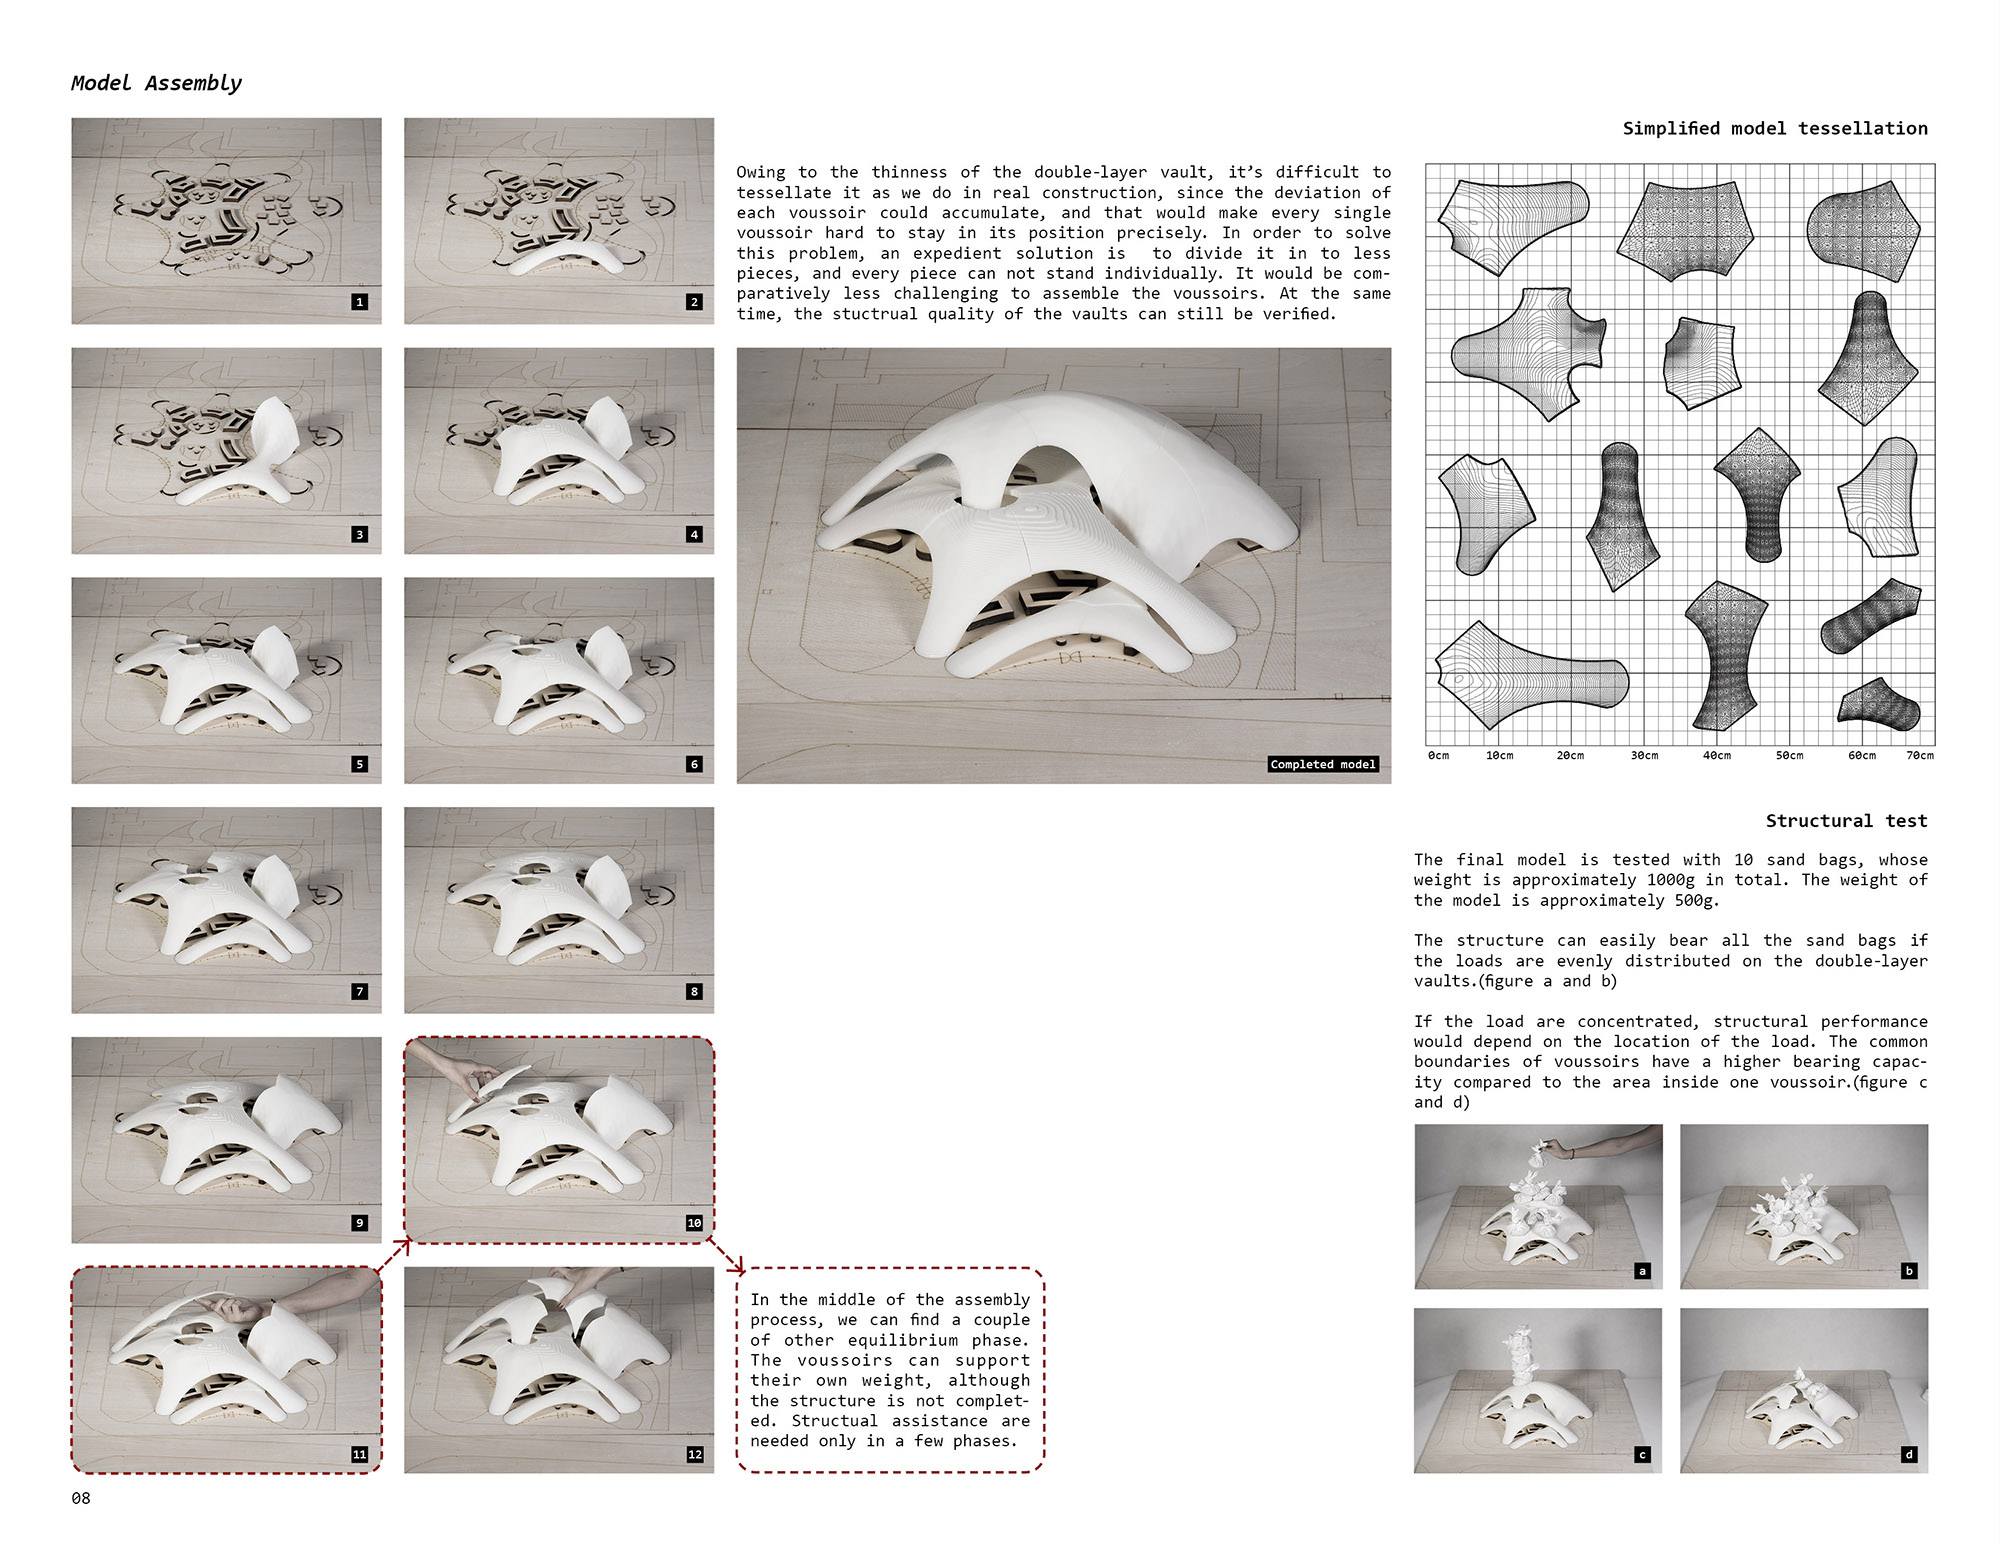 Model Assembly
1
2
3
4
5
6
7
8
9
10
11
12
Owing to the thinness of the double-layer vault, it's difficult to
tessellate it as we do in real construction, since the deviation of
each voussoir could accumulate, and that would make every single
voussoir hard to stay in its position precisely. In order to solve
this problem, an expedient solution is  to divide it in to less
pieces, and every piece can not stand individually. It would be com-
paratively less challenging to assemble the voussoirs. At the same
time, the stuctrual quality of the vaults can still be verified.
Completed model
In the middle of the assembly
process, we can find a couple
of other equilibrium phase.
The voussoirs can support
their own weight, although
the structure is not complet-
ed. Structual assistance are
needed only in a few phases.
Simplified model tessellation
0cm 10cm 20cm 30cm 40cm 50cm 60cm 70cm
Structural test
The final model is tested with 10 sand bags, whose
weight is approximately 1000g in total. The weight of
the model is approximately 500g.
The structure can easily bear all the sand bags if
the loads are evenly distributed on the double-layer
vaults.(figure a and b)
If the load are concentrated, structural performance
would depend on the location of the load. The common
boundaries of voussoirs have a higher bearing capac-
ity compared to the area inside one voussoir.(figure c
and d)
a
b
c
d
08